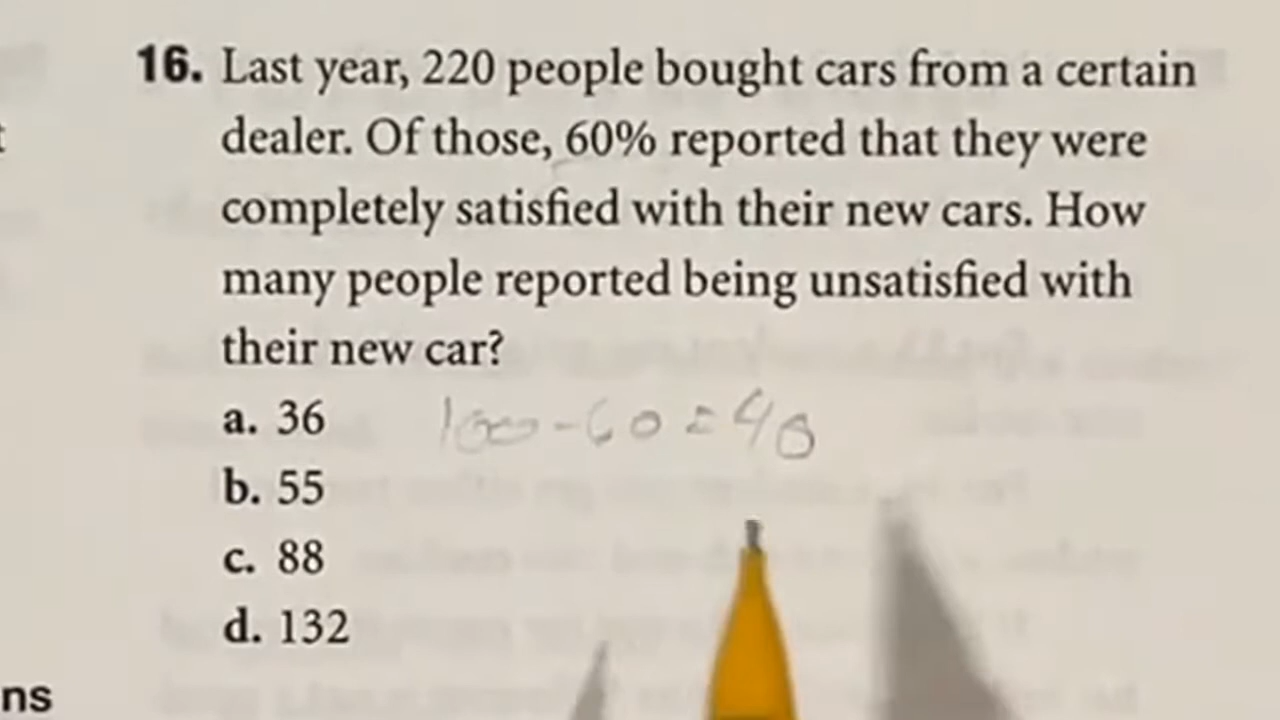 16. Last year, 220 people bought cars from a certain
dealer. Of those, 60% reported that they were
completely satisfied with their new cars. How
many people reported being unsatisfied with
their new car?
a. 36
100-60=40
b. 55
c. 88
d. 132
ns